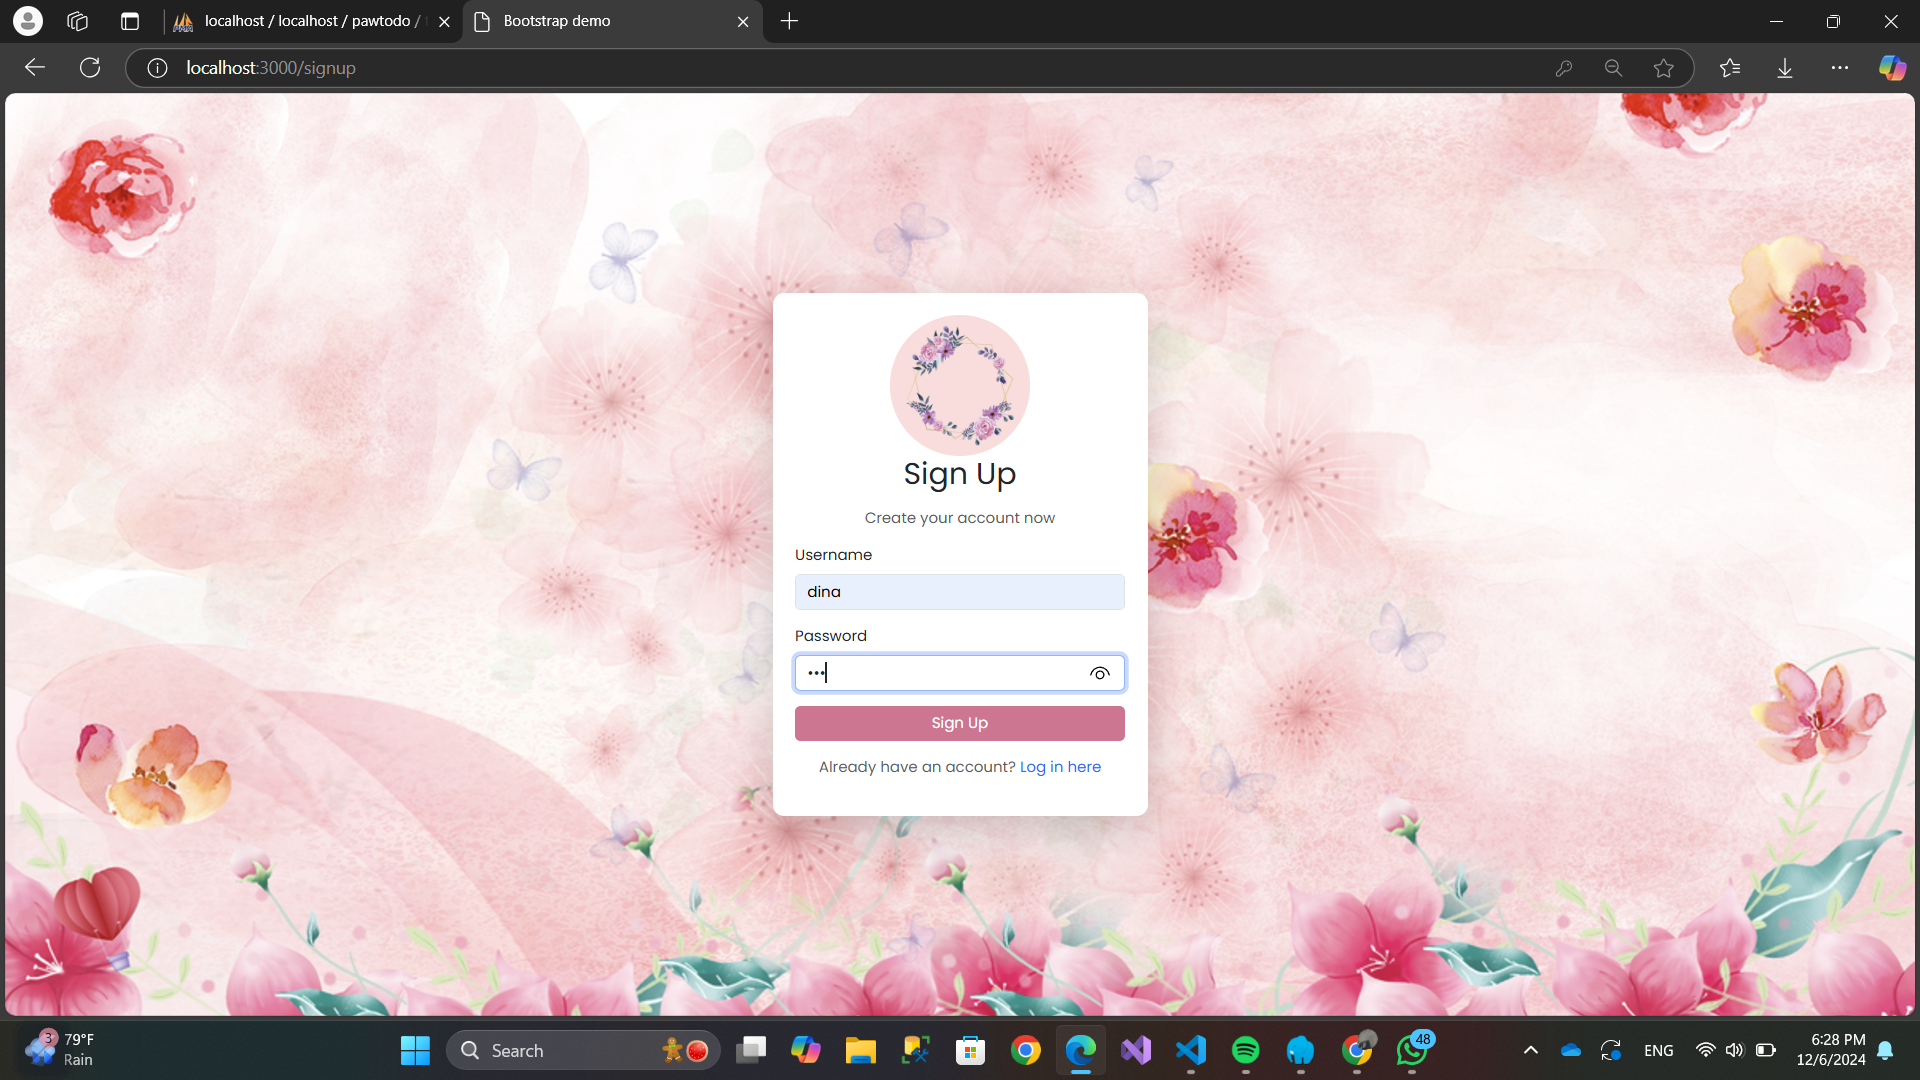 localhost / localhost / pawtodo /
Bootstrap demo
localhost:3000/signup
Sign Up
Create your account now
Username
dina
Password
•••
Sign Up
Already have an account? Log in here
3
79°F
Rain
Search
48
ENG
6:28 PM
12/6/2024